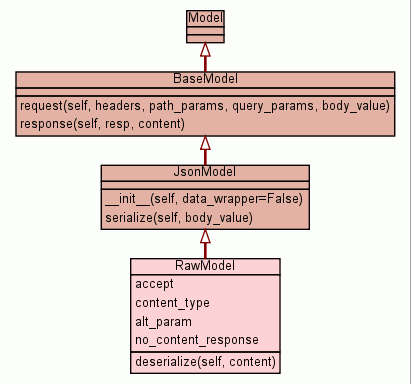 Model
BaseModel
request(self, headers, path_params, query_params, body_value)
response(self, resp, content)
JsonModel
__init__(self, data_wrapper=False)
serialize(self, body_value)
RawModel
accept
content_type
alt_param
no_content_response
deserialize(self, content)